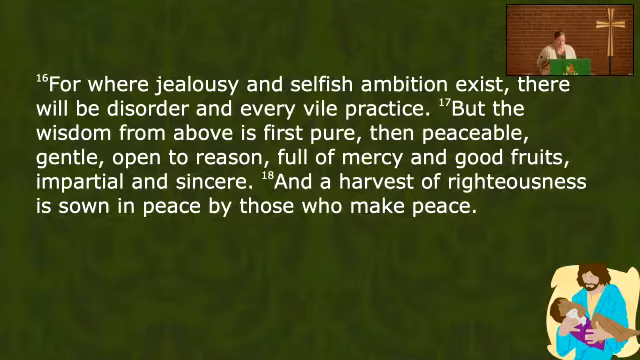 16For where jealousy and selfish ambition exist, there
will be disorder and every vile practice. 17But the
wisdom from above is first pure, then peaceable,
gentle, open to reason, full of mercy and good fruits,
impartial and sincere. 18And a harvest of righteousness
is sown in peace by those who make peace.